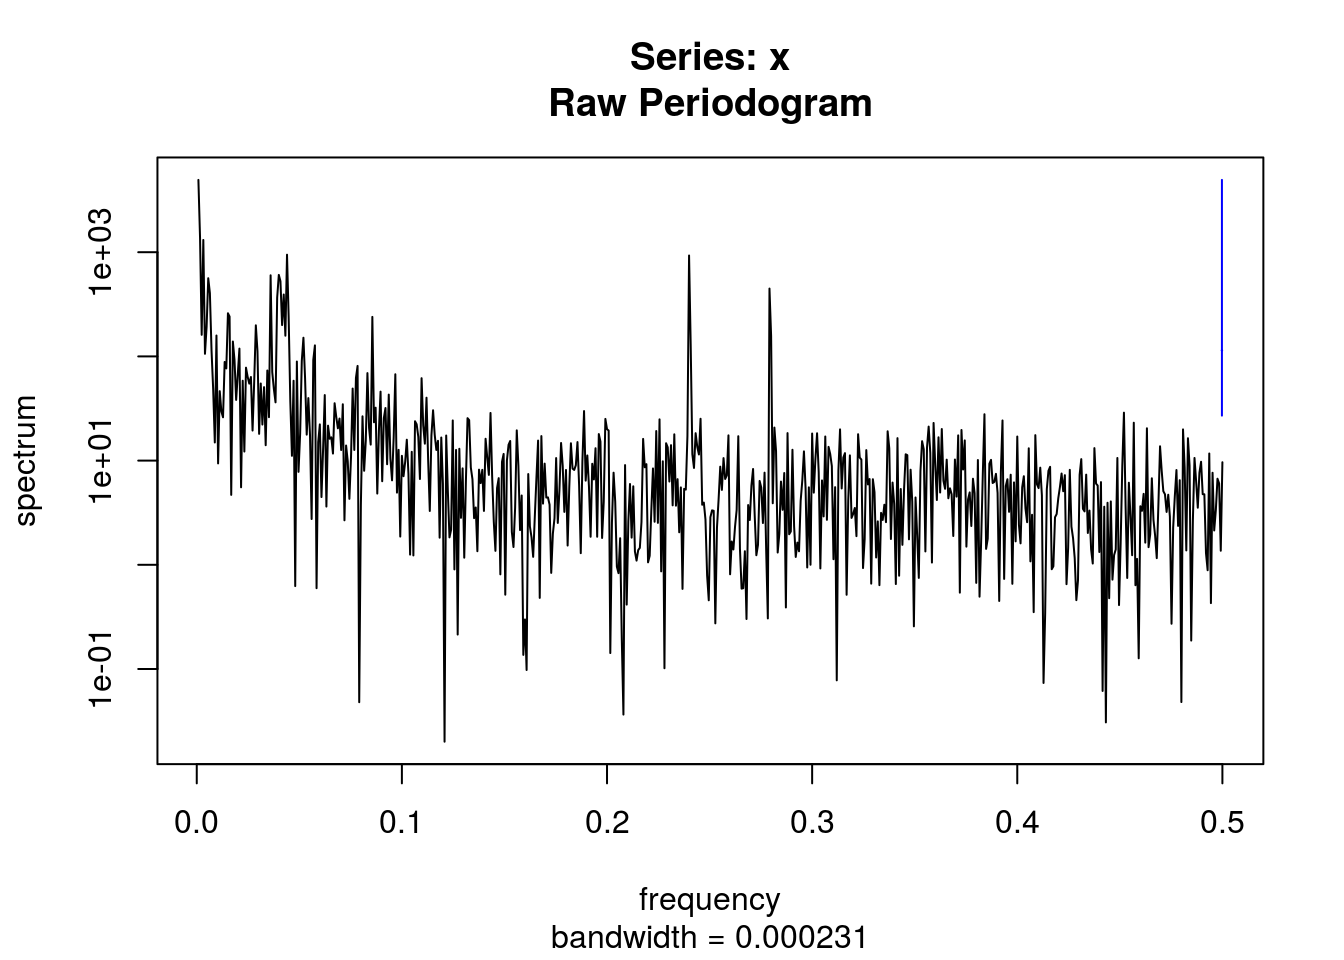 Series: x
Raw Periodogram
spectrum
1e+03
1e+01
1e-01
0.0 0.1 0.2 0.3 0.4 0.5
frequency
bandwidth = 0.000231